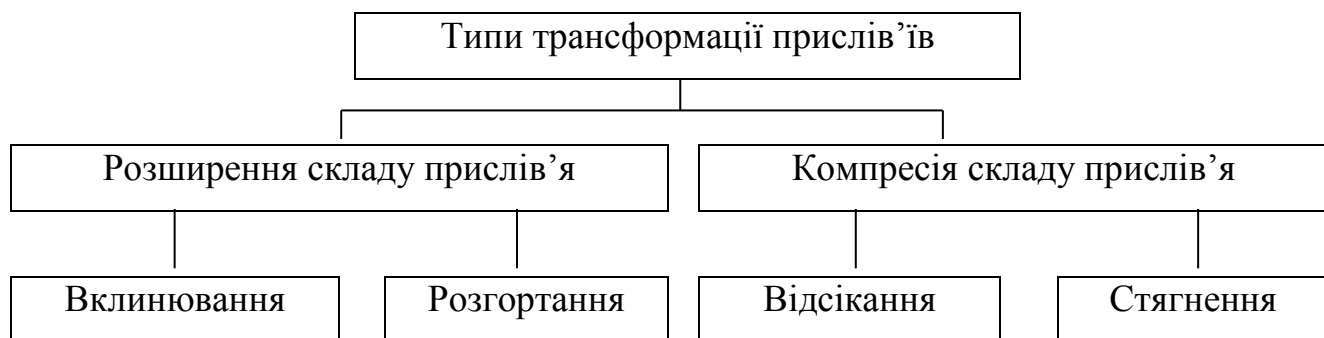 Типи трансформації прислів’їв
Розширення складу прислів’я
Компресія складу прислів’я
Вклинювання
Розгортання
Відсікання
Стягнення